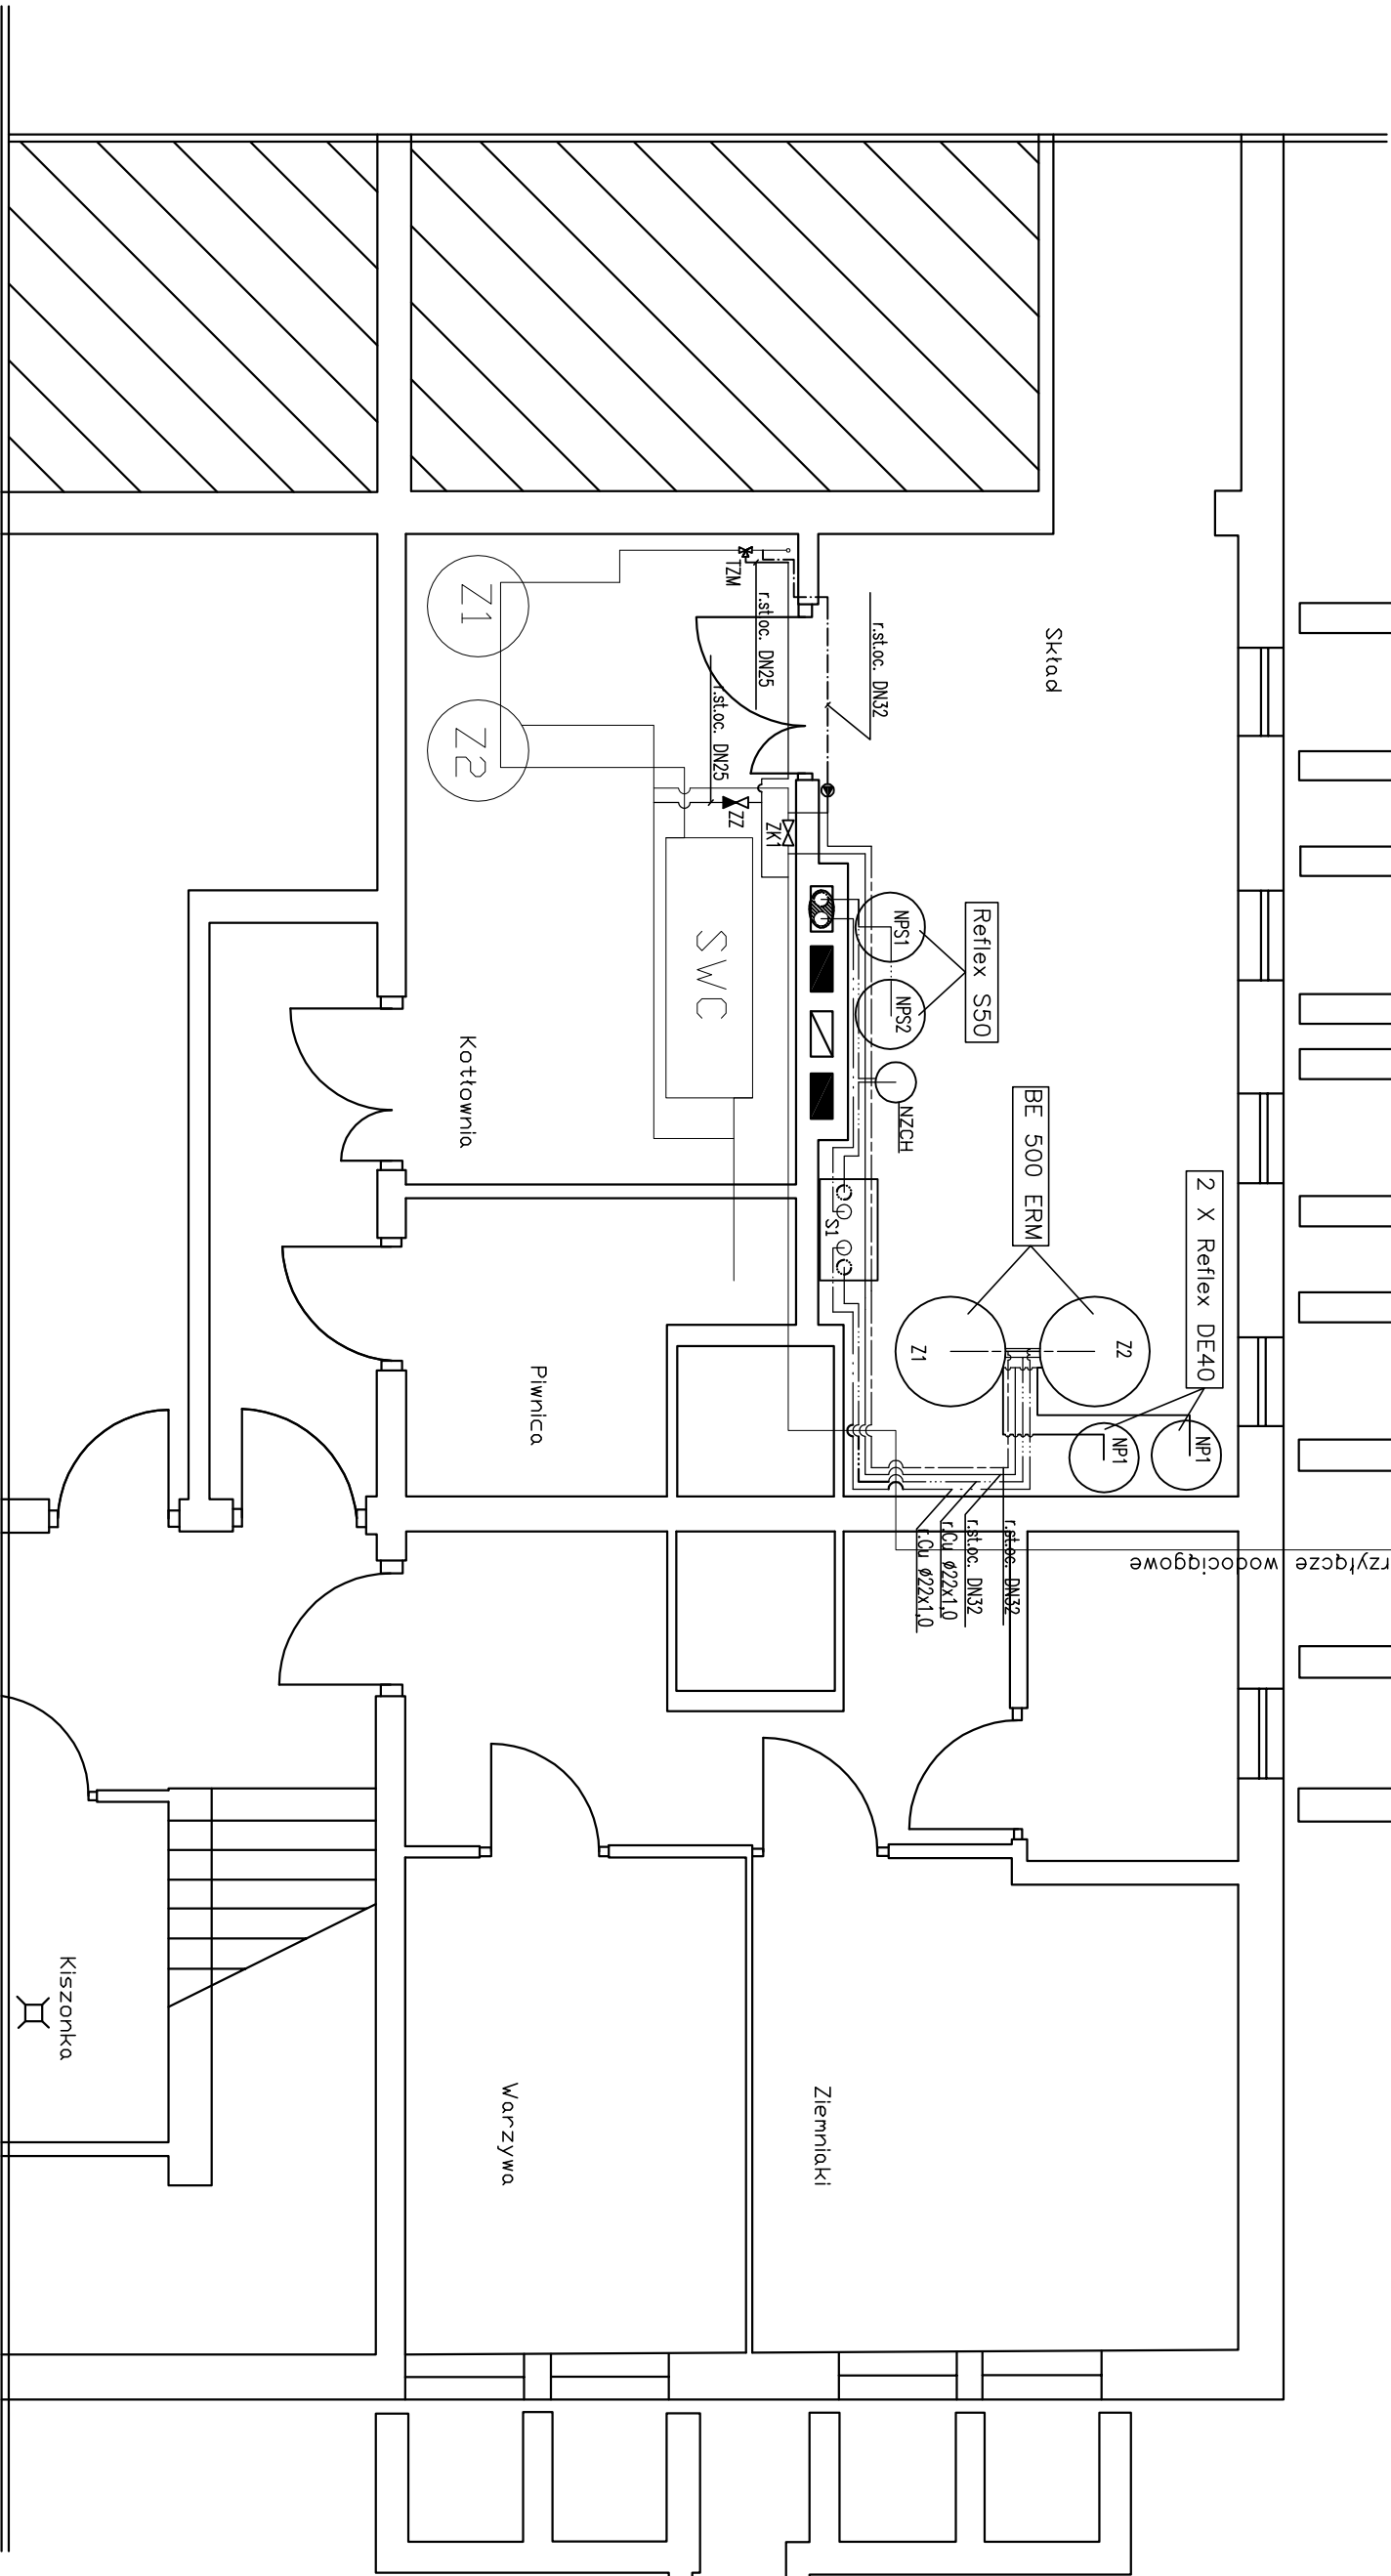 2 X Reflex DE40
BE 500 ERM
Reflex S50
Skład
Z2
Z1
NP1
NP1
NPS1
NPS2
NZCH
S1
r.st.oc. DN32
r.st.oc. DN32
r.st.oc. DN32
r.Cu ø22x1,0
r.Cu ø22x1,0
rzyłącze wodociągowe
TZM
r.st.oc. DN25
r.st.oc. DN25
ZZ
ZK1
SWC
Z1
Z2
Kotłownia
Piwnica
Ziemniaki
Warzywa
Kiszonka